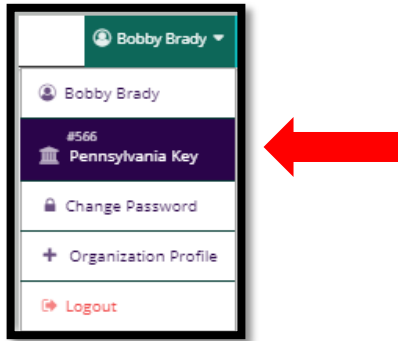 Bobby Brady
Bobby Brady
#566
Pennsylvania Key
Change Password
Organization Profile
Logout